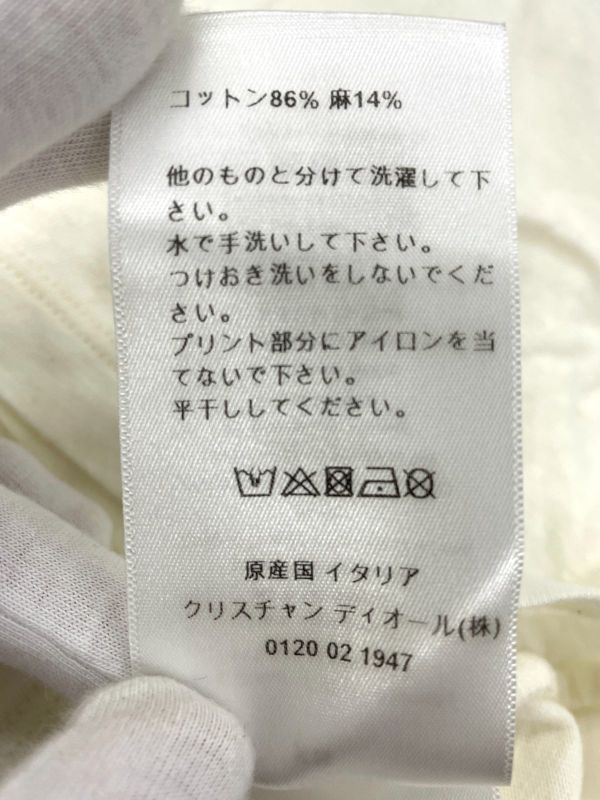 コットン86% 麻14%
他のものと分けて洗濯して下
さい。
水で手洗いして下さい。
つけおき洗いをしないでくだ
さい。
プリント部分にアイロンを当
てないで下さい。
平干ししてください。
原産国 イタリア
クリスチャン ディオール(株)
0120 02 1947